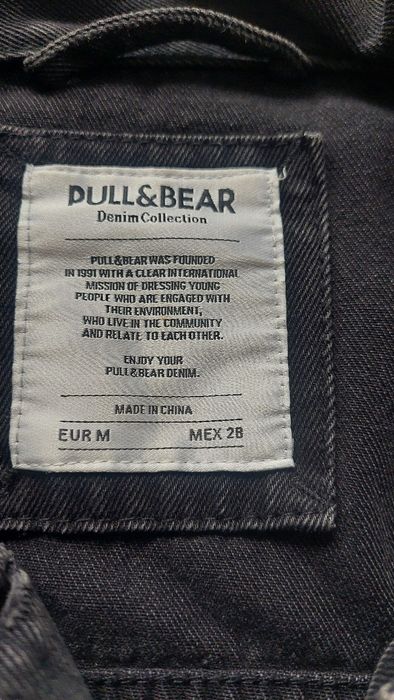 PULL&BEAR
Denim Collection
PULL&BEAR WAS FOUNDED
IN 1991 WITH A CLEAR INTERNATIONAL
MISSION OF DRESSING YOUNG
PEOPLE WHO ARE ENGAGED WITH
THEIR ENVIRONMENT,
WHO LIVE IN THE COMMUNITY
AND RELATE TO EACH OTHER.
ENJOY YOUR
PULL&BEAR DENIM.
MADE IN CHINA
EUR M MEX 28